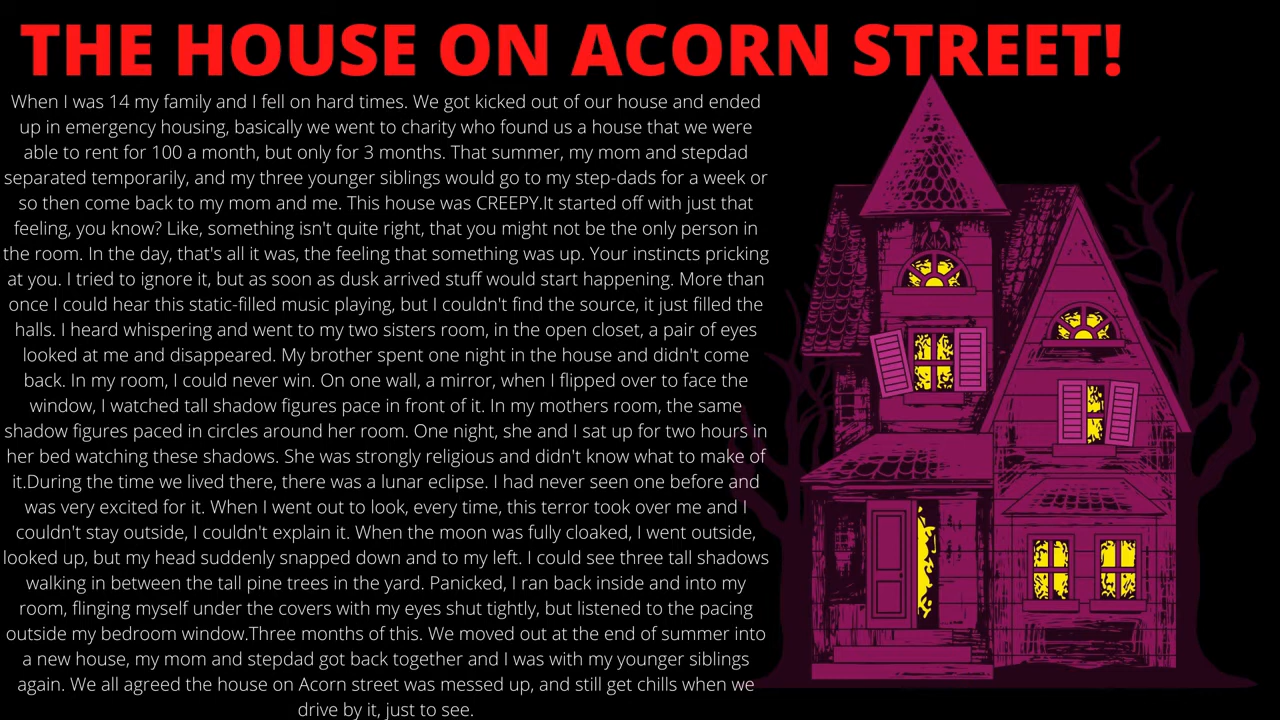 THE HOUSE ON ACORN STREET!
When I was 14 my family and I fell on hard times. We got kicked out of our house and ended
up in emergency housing, basically we went to charity who found us a house that we were
able to rent for 100 a month, but only for 3 months. That summer, my mom and stepdad
separated temporarily, and my three younger siblings would go to my step-dads for a week or
so then come back to my mom and me. This house was CREEPY.It started off with just that
feeling, you know? Like, something isn't quite right, that you might not be the only person in
the room. In the day, that's all it was, the feeling that something was up. Your instincts pricking
at you. I tried to ignore it, but as soon as dusk arrived stuff would start happening. More than
once I could hear this static-filled music playing, but I couldn't find the source, it just filled the
halls. I heard whispering and went to my two sisters room, in the open closet, a pair of eyes
looked at me and disappeared. My brother spent one night in the house and didn't come
back. In my room, I could never win. On one wall, a mirror, when I flipped over to face the
window, I watched tall shadow figures pace in front of it. In my mothers room, the same
shadow figures paced in circles around her room. One night, she and I sat up for two hours in
her bed watching these shadows. She was strongly religious and didn't know what to make of
it.During the time we lived there, there was a lunar eclipse. I had never seen one before and
was very excited for it. When I went out to look, every time, this terror took over me and I
couldn't stay outside, I couldn't explain it. When the moon was fully cloaked, I went outside,
looked up, but my head suddenly snapped down and to my left. I could see three tall shadows
walking in between the tall pine trees in the yard. Panicked, I ran back inside and into my
room, flinging myself under the covers with my eyes shut tightly, but listened to the pacing
outside my bedroom window.Three months of this. We moved out at the end of summer into
a new house, my mom and stepdad got back together and I was with my younger siblings
again. We all agreed the house on Acorn street was messed up, and still get chills when we
drive by it, just to see.